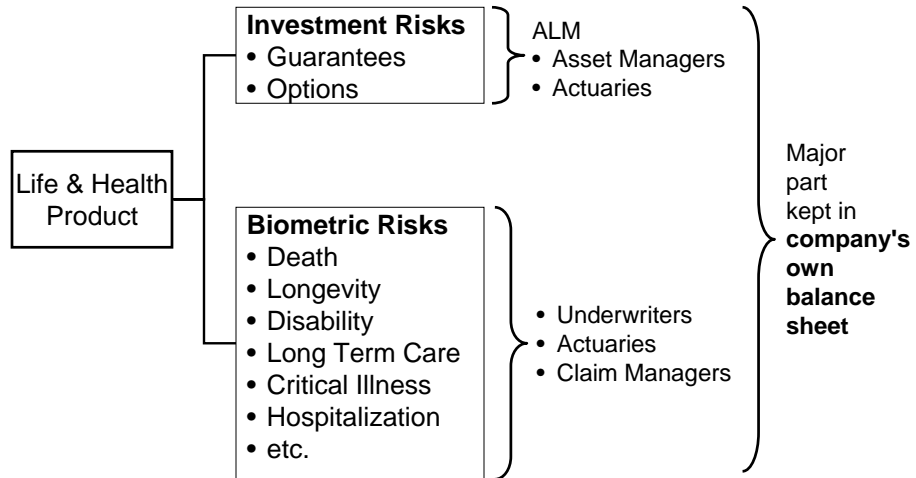 Life & Health
Product
Investment Risks
• Guarantees
• Options
ALM
• Asset Managers
• Actuaries
Biometric Risks
• Death
• Longevity
• Disability
• Long Term Care
• Critical Illness
• Hospitalization
• etc.
• Underwriters
• Actuaries
• Claim Managers
Major
part
kept in
company's
own
balance
sheet